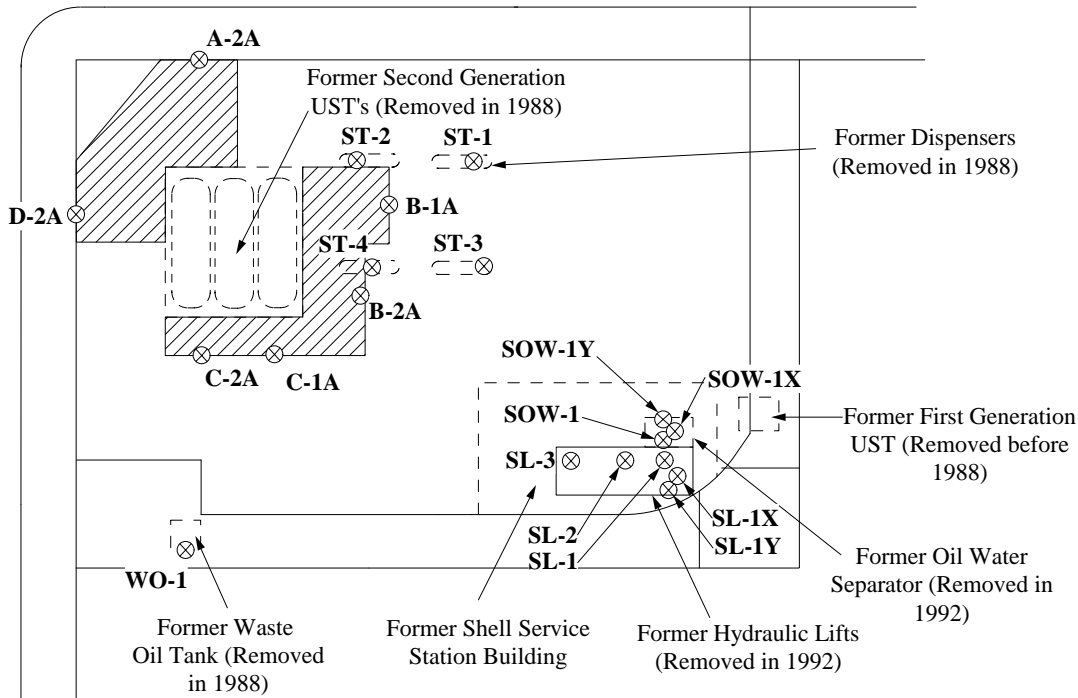 A-2A
Former Second Generation
UST's (Removed in 1988)
ST-2
ST-1
Former Dispensers
(Removed in 1988)
D-2A
B-1A
ST-4
ST-3
B-2A
C-2A
C-1A
SOW-1Y
SOW-1X
SOW-1
Former First Generation
UST (Removed before
1988)
SL-3
SL-2
SL-1
SL-1X
SL-1Y
WO-1
Former Oil Water
Separator (Removed in
1992)
Former Waste
Oil Tank (Removed
in 1988)
Former Shell Service
Station Building
Former Hydraulic Lifts
(Removed in 1992)